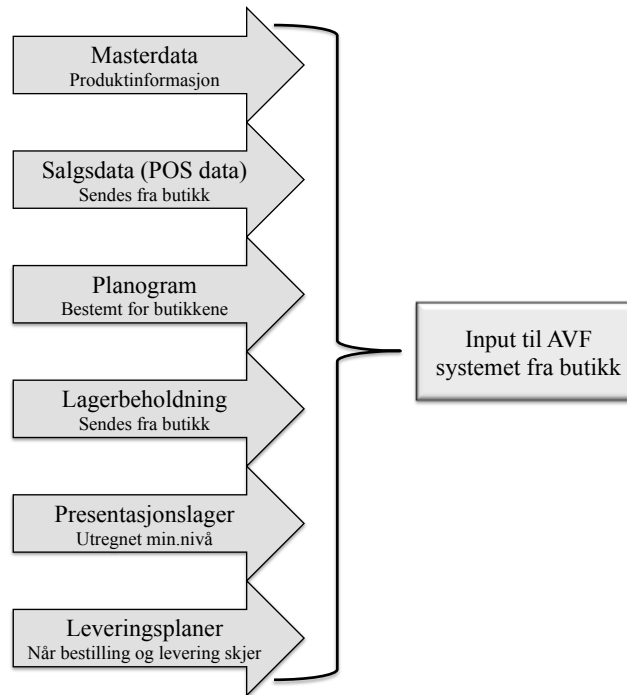 Masterdata
Produktinformasjon
Salgsdata (POS data)
Sendes fra butikk
Planogram
Bestemt for butikkene
Lagerbeholdning
Sendes fra butikk
Presentasjonslager
Utregnet min.nivå
Leveringsplaner
Når bestilling og levering skjer
Input til AVF
systemet fra butikk